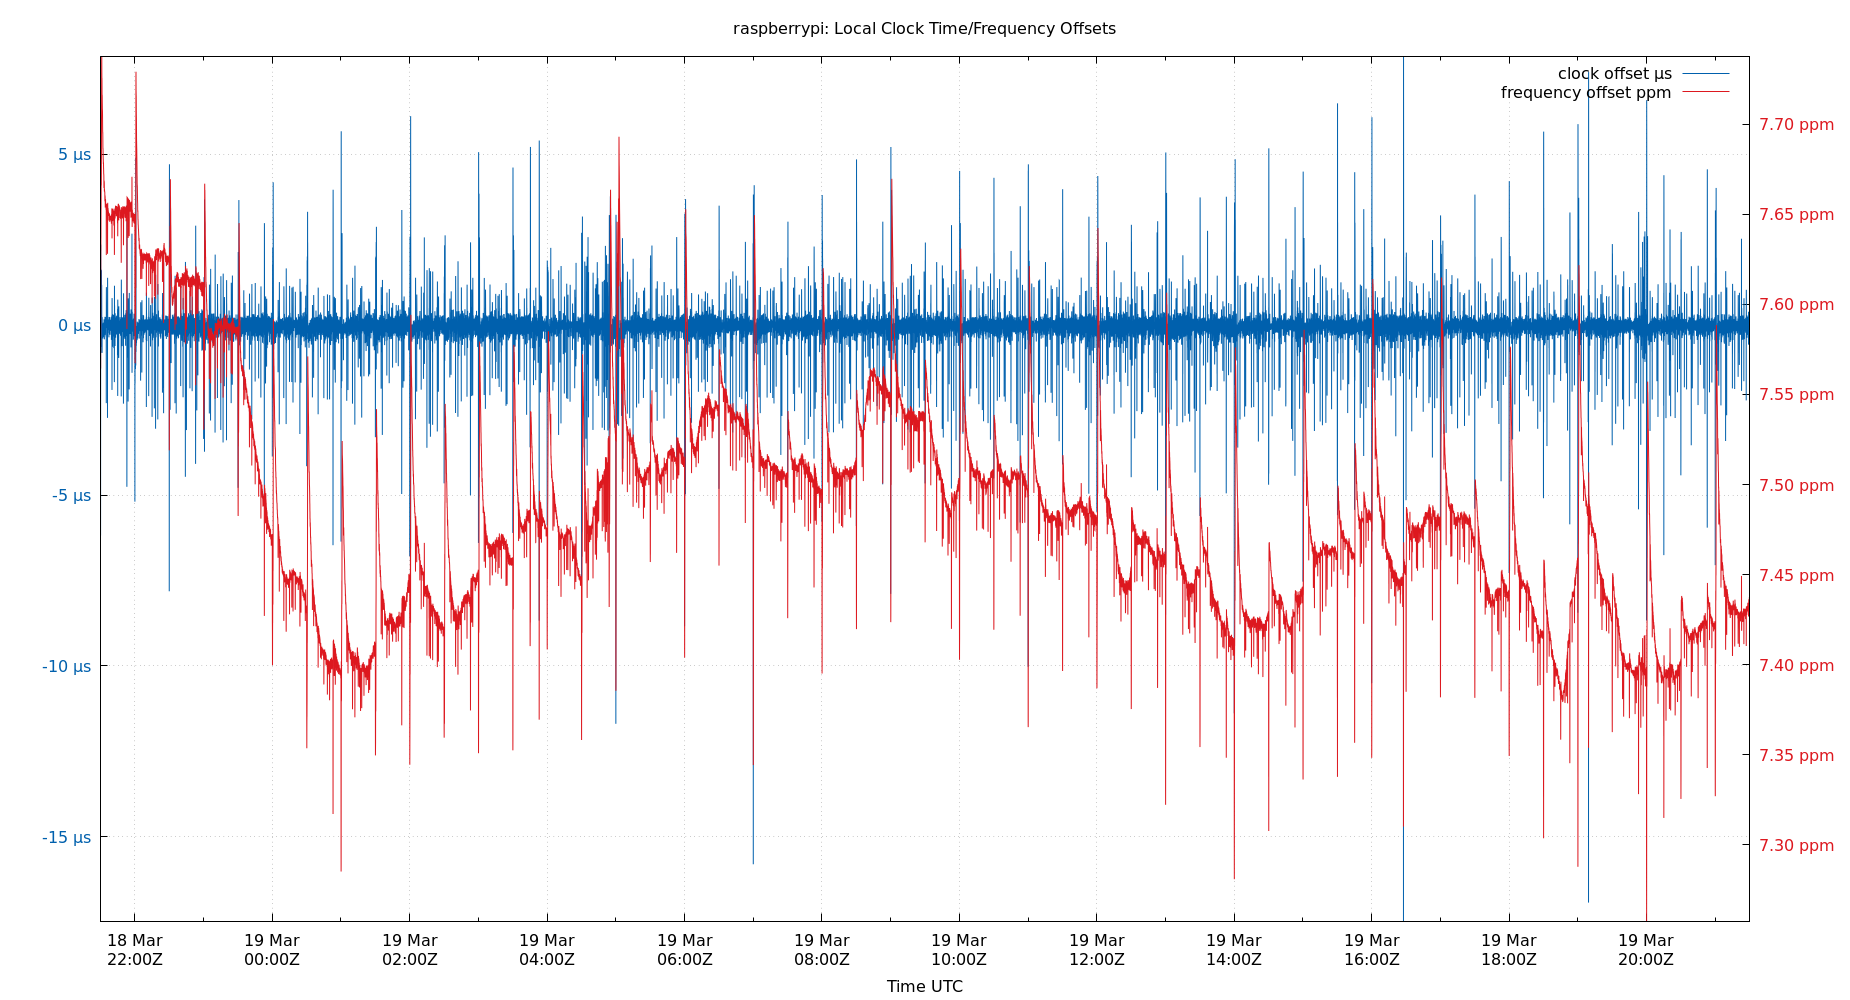 raspberrypi: Local Clock Time/Frequency Offsets
clock offset µs
frequency offset ppm
5 µs
0 µs
-5 µs
-10 µs
-15 µs
7.70 ppm
7.65 ppm
7.60 ppm
7.55 ppm
7.50 ppm
7.45 ppm
7.40 ppm
7.35 ppm
7.30 ppm
18 Mar 19 Mar 19 Mar 19 Mar 19 Mar 19 Mar 19 Mar 19 Mar 19 Mar 19 Mar 19 Mar 19 Mar
22:00Z 00:00Z 02:00Z 04:00Z 06:00Z 08:00Z 10:00Z 12:00Z 14:00Z 16:00Z 18:00Z 20:00Z
Time UTC